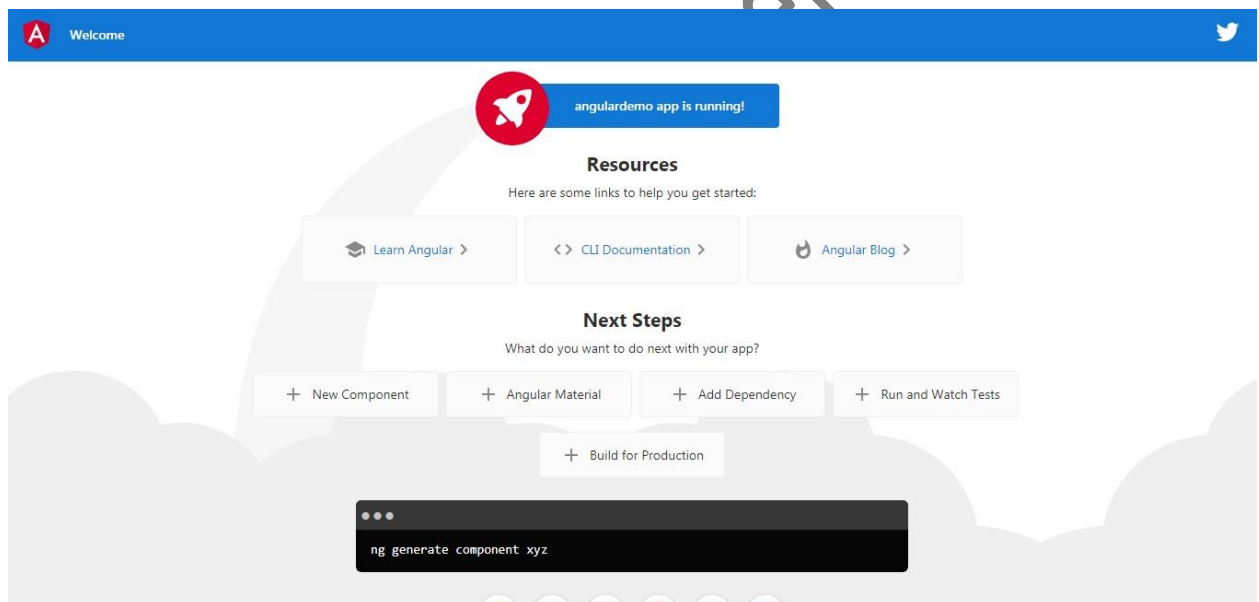 Welcome
angulardemo app is running!
Resources
Here are some links to help you get started:
Learn Angular
CLI Documentation
Angular Blog
Next Steps
What do you want to do next with your app?
New Component
Angular Material
Add Dependency
Run and Watch Tests
Build for Production
ng generate component xyz